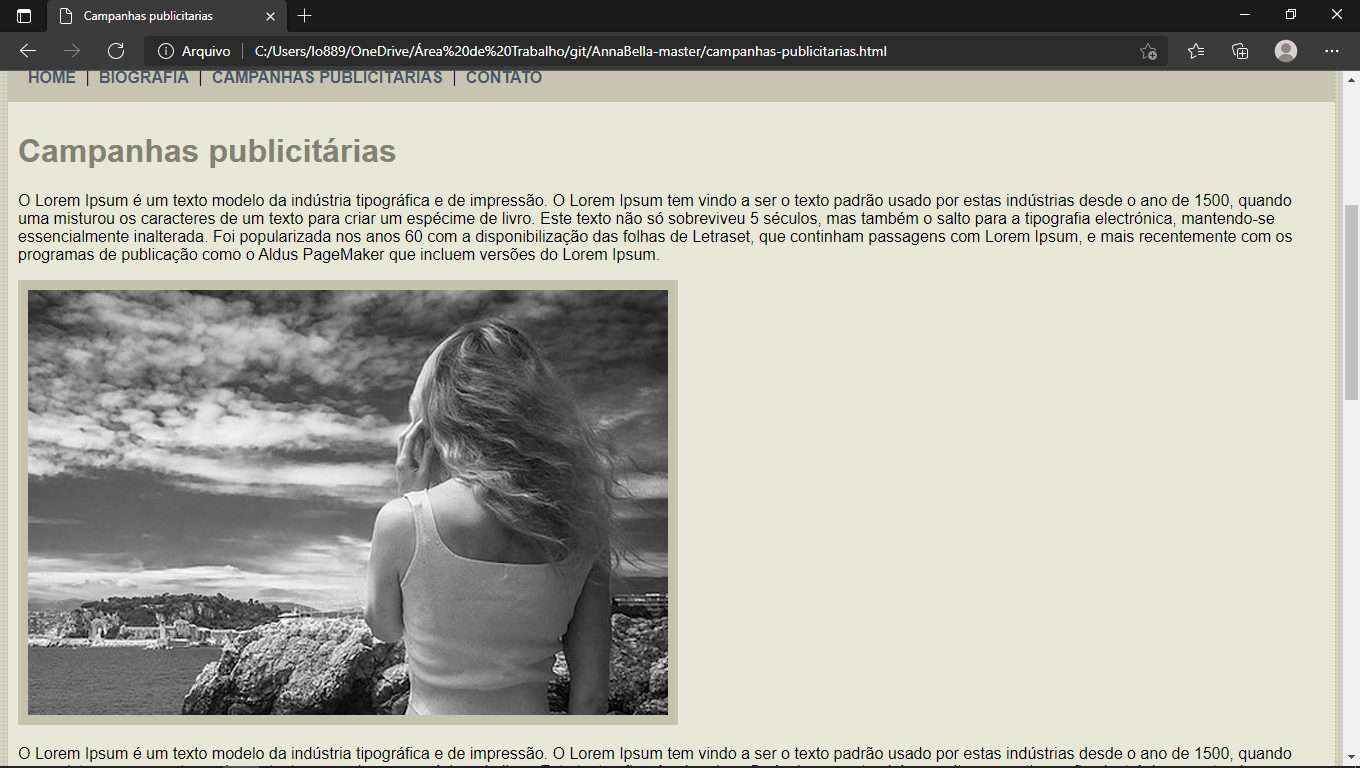 Campanhas publicitarias
Arquivo C:/Users/lo889/OneDrive/Área%20de%20Trabalho/git/AnnaBella-master/campanhas-publicitarias.html
HOME | BIOGRAFIA | CAMPANHAS PUBLICITARIAS | CONTATO
Campanhas publicitárias
O Lorem Ipsum é um texto modelo da indústria tipográfica e de impressão. O Lorem Ipsum tem vindo a ser o texto padrão usado por estas indústrias desde o ano de 1500, quando
uma misturou os caracteres de um texto para criar um espécime de livro. Este texto não só sobreviveu 5 séculos, mas também o salto para a tipografia electrónica, mantendo-se
essencialmente inalterada. Foi popularizada nos anos 60 com a disponibilização das folhas de Letraset, que continham passagens com Lorem Ipsum, e mais recentemente com os
programas de publicação como o Aldus PageMaker que incluem versões do Lorem Ipsum.
O Lorem Ipsum é um texto modelo da indústria tipográfica e de impressão. O Lorem Ipsum tem vindo a ser o texto padrão usado por estas indústrias desde o ano de 1500, quando